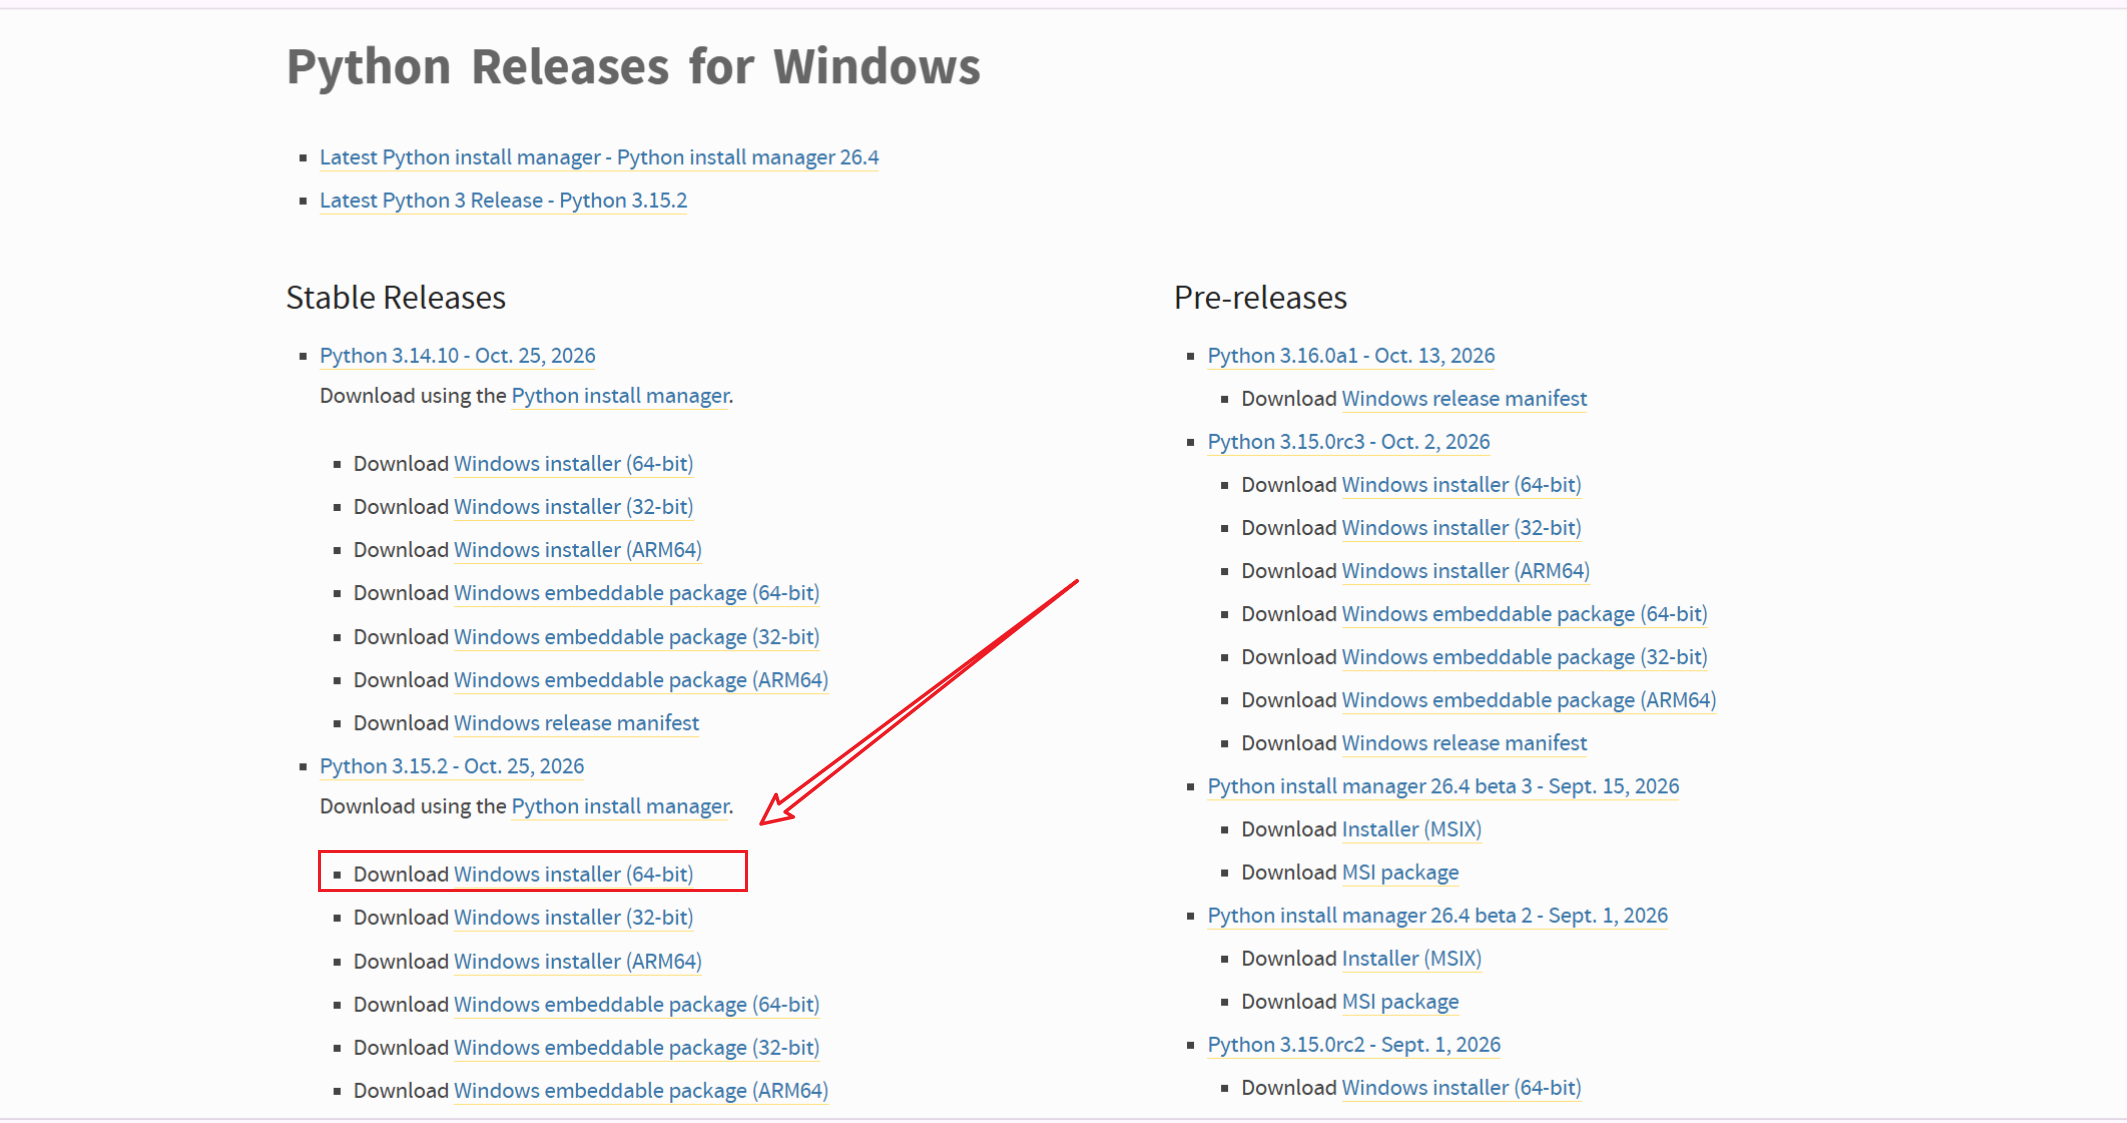 Python Releases for Windows
Latest Python install manager - Python install manager 26.4
Latest Python 3 Release - Python 3.15.2
Stable Releases
Python 3.14.10 - Oct. 25, 2026
Download using the Python install manager.
Download Windows installer (64-bit)
Download Windows installer (32-bit)
Download Windows installer (ARM64)
Download Windows embeddable package (64-bit)
Download Windows embeddable package (32-bit)
Download Windows embeddable package (ARM64)
Download Windows release manifest
Python 3.15.2 - Oct. 25, 2026
Download using the Python install manager.
Download Windows installer (64-bit)
Download Windows installer (32-bit)
Download Windows installer (ARM64)
Download Windows embeddable package (64-bit)
Download Windows embeddable package (32-bit)
Download Windows embeddable package (ARM64)
Pre-releases
Python 3.16.0a1 - Oct. 13, 2026
Download Windows release manifest
Python 3.15.0rc3 - Oct. 2, 2026
Download Windows installer (64-bit)
Download Windows installer (32-bit)
Download Windows installer (ARM64)
Download Windows embeddable package (64-bit)
Download Windows embeddable package (32-bit)
Download Windows embeddable package (ARM64)
Download Windows release manifest
Python install manager 26.4 beta 3 - Sept. 15, 2026
Download Installer (MSIX)
Download MSI package
Python install manager 26.4 beta 2 - Sept. 1, 2026
Download Installer (MSIX)
Download MSI package
Python 3.15.0rc2 - Sept. 1, 2026
Download Windows installer (64-bit)